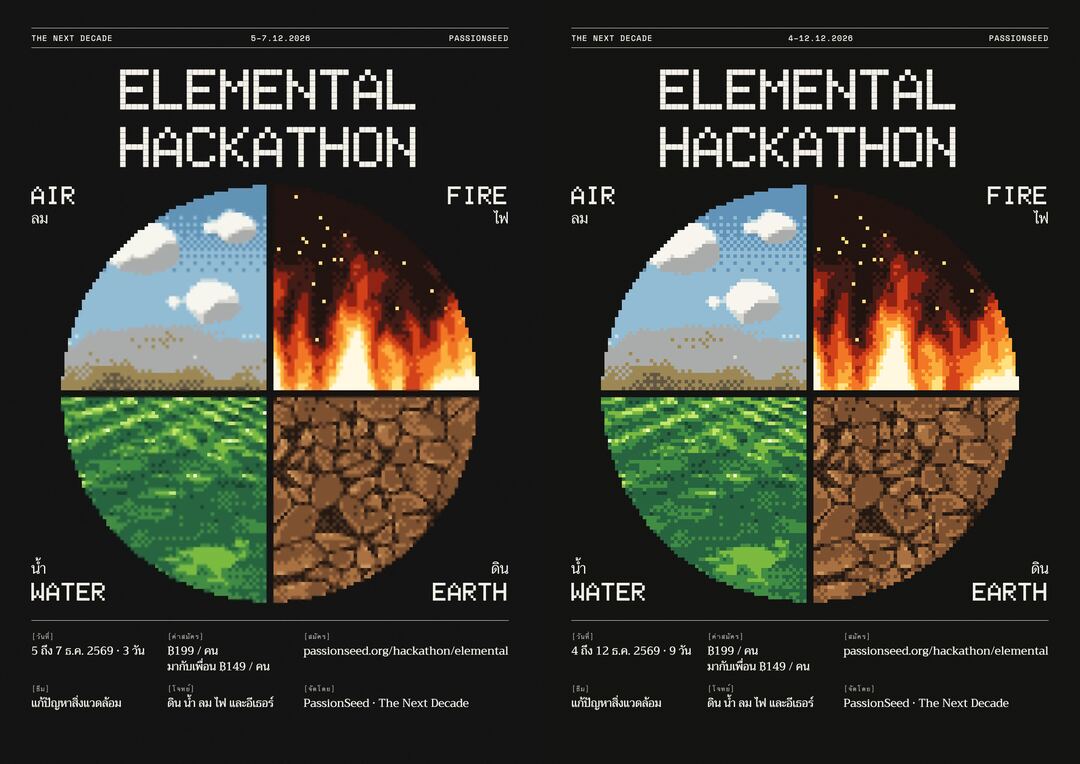 THE NEXT DECADE 5–7.12.2026 PASSIONSEED
ELEMENTAL
HACKATHON
AIR
ลม
FIRE
ไฟ
น้ำ
WATER
ดิน
EARTH
[วันที่] [ค่าสมัคร] [สมัคร]
5 ถึง 7 ธ.ค. 2569 · 3 วัน ฿199 / คน passionseed.org/hackathon/elemental
มากับเพื่อน ฿149 / คน
[ธีม] [โจทย์] [จัดโดย]
แก้ปัญหาสิ่งแวดล้อม ดิน น้ำ ลม ไฟ และอีเธอร์ PassionSeed · The Next Decade
THE NEXT DECADE 4–12.12.2026 PASSIONSEED
ELEMENTAL
HACKATHON
AIR
ลม
FIRE
ไฟ
น้ำ
WATER
ดิน
EARTH
[วันที่] [ค่าสมัคร] [สมัคร]
4 ถึง 12 ธ.ค. 2569 · 9 วัน ฿199 / คน passionseed.org/hackathon/elemental
มากับเพื่อน ฿149 / คน
[ธีม] [โจทย์] [จัดโดย]
แก้ปัญหาสิ่งแวดล้อม ดิน น้ำ ลม ไฟ และอีเธอร์ PassionSeed · The Next Decade